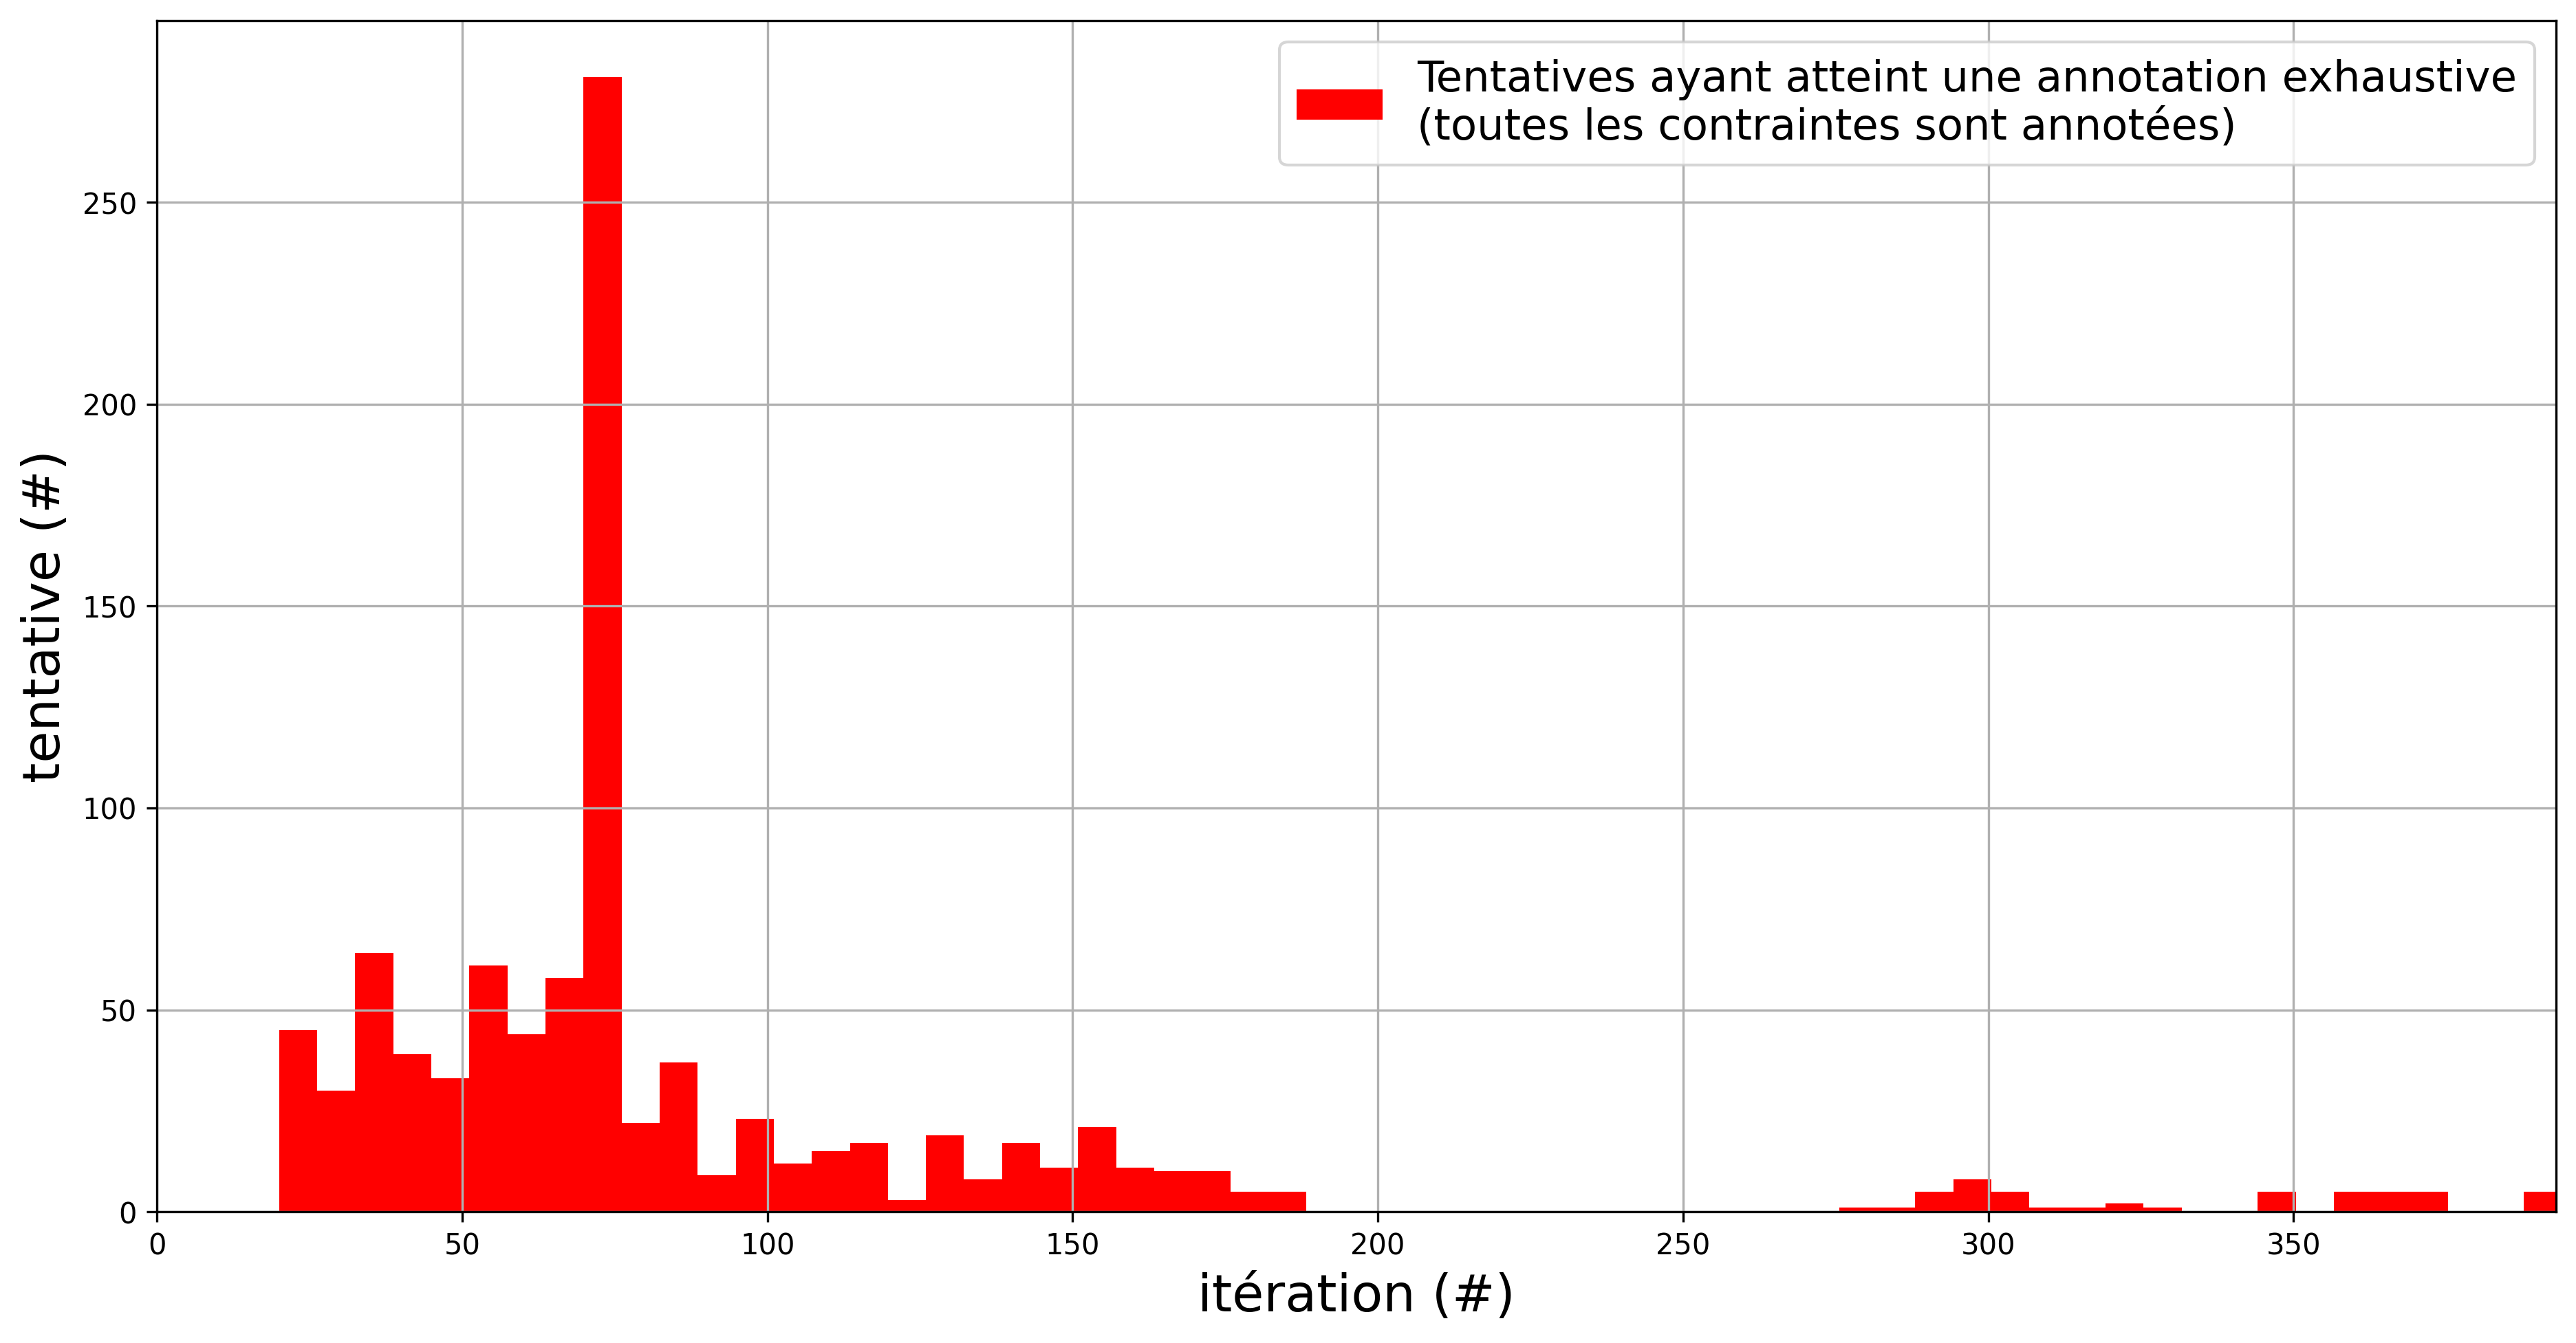 Tentatives ayant atteint une annotation exhaustive
(toutes les contraintes sont annotées)
tentative (#)
250
200
150
100
50
0
0 50 100 150 200 250 300 350
itération (#)